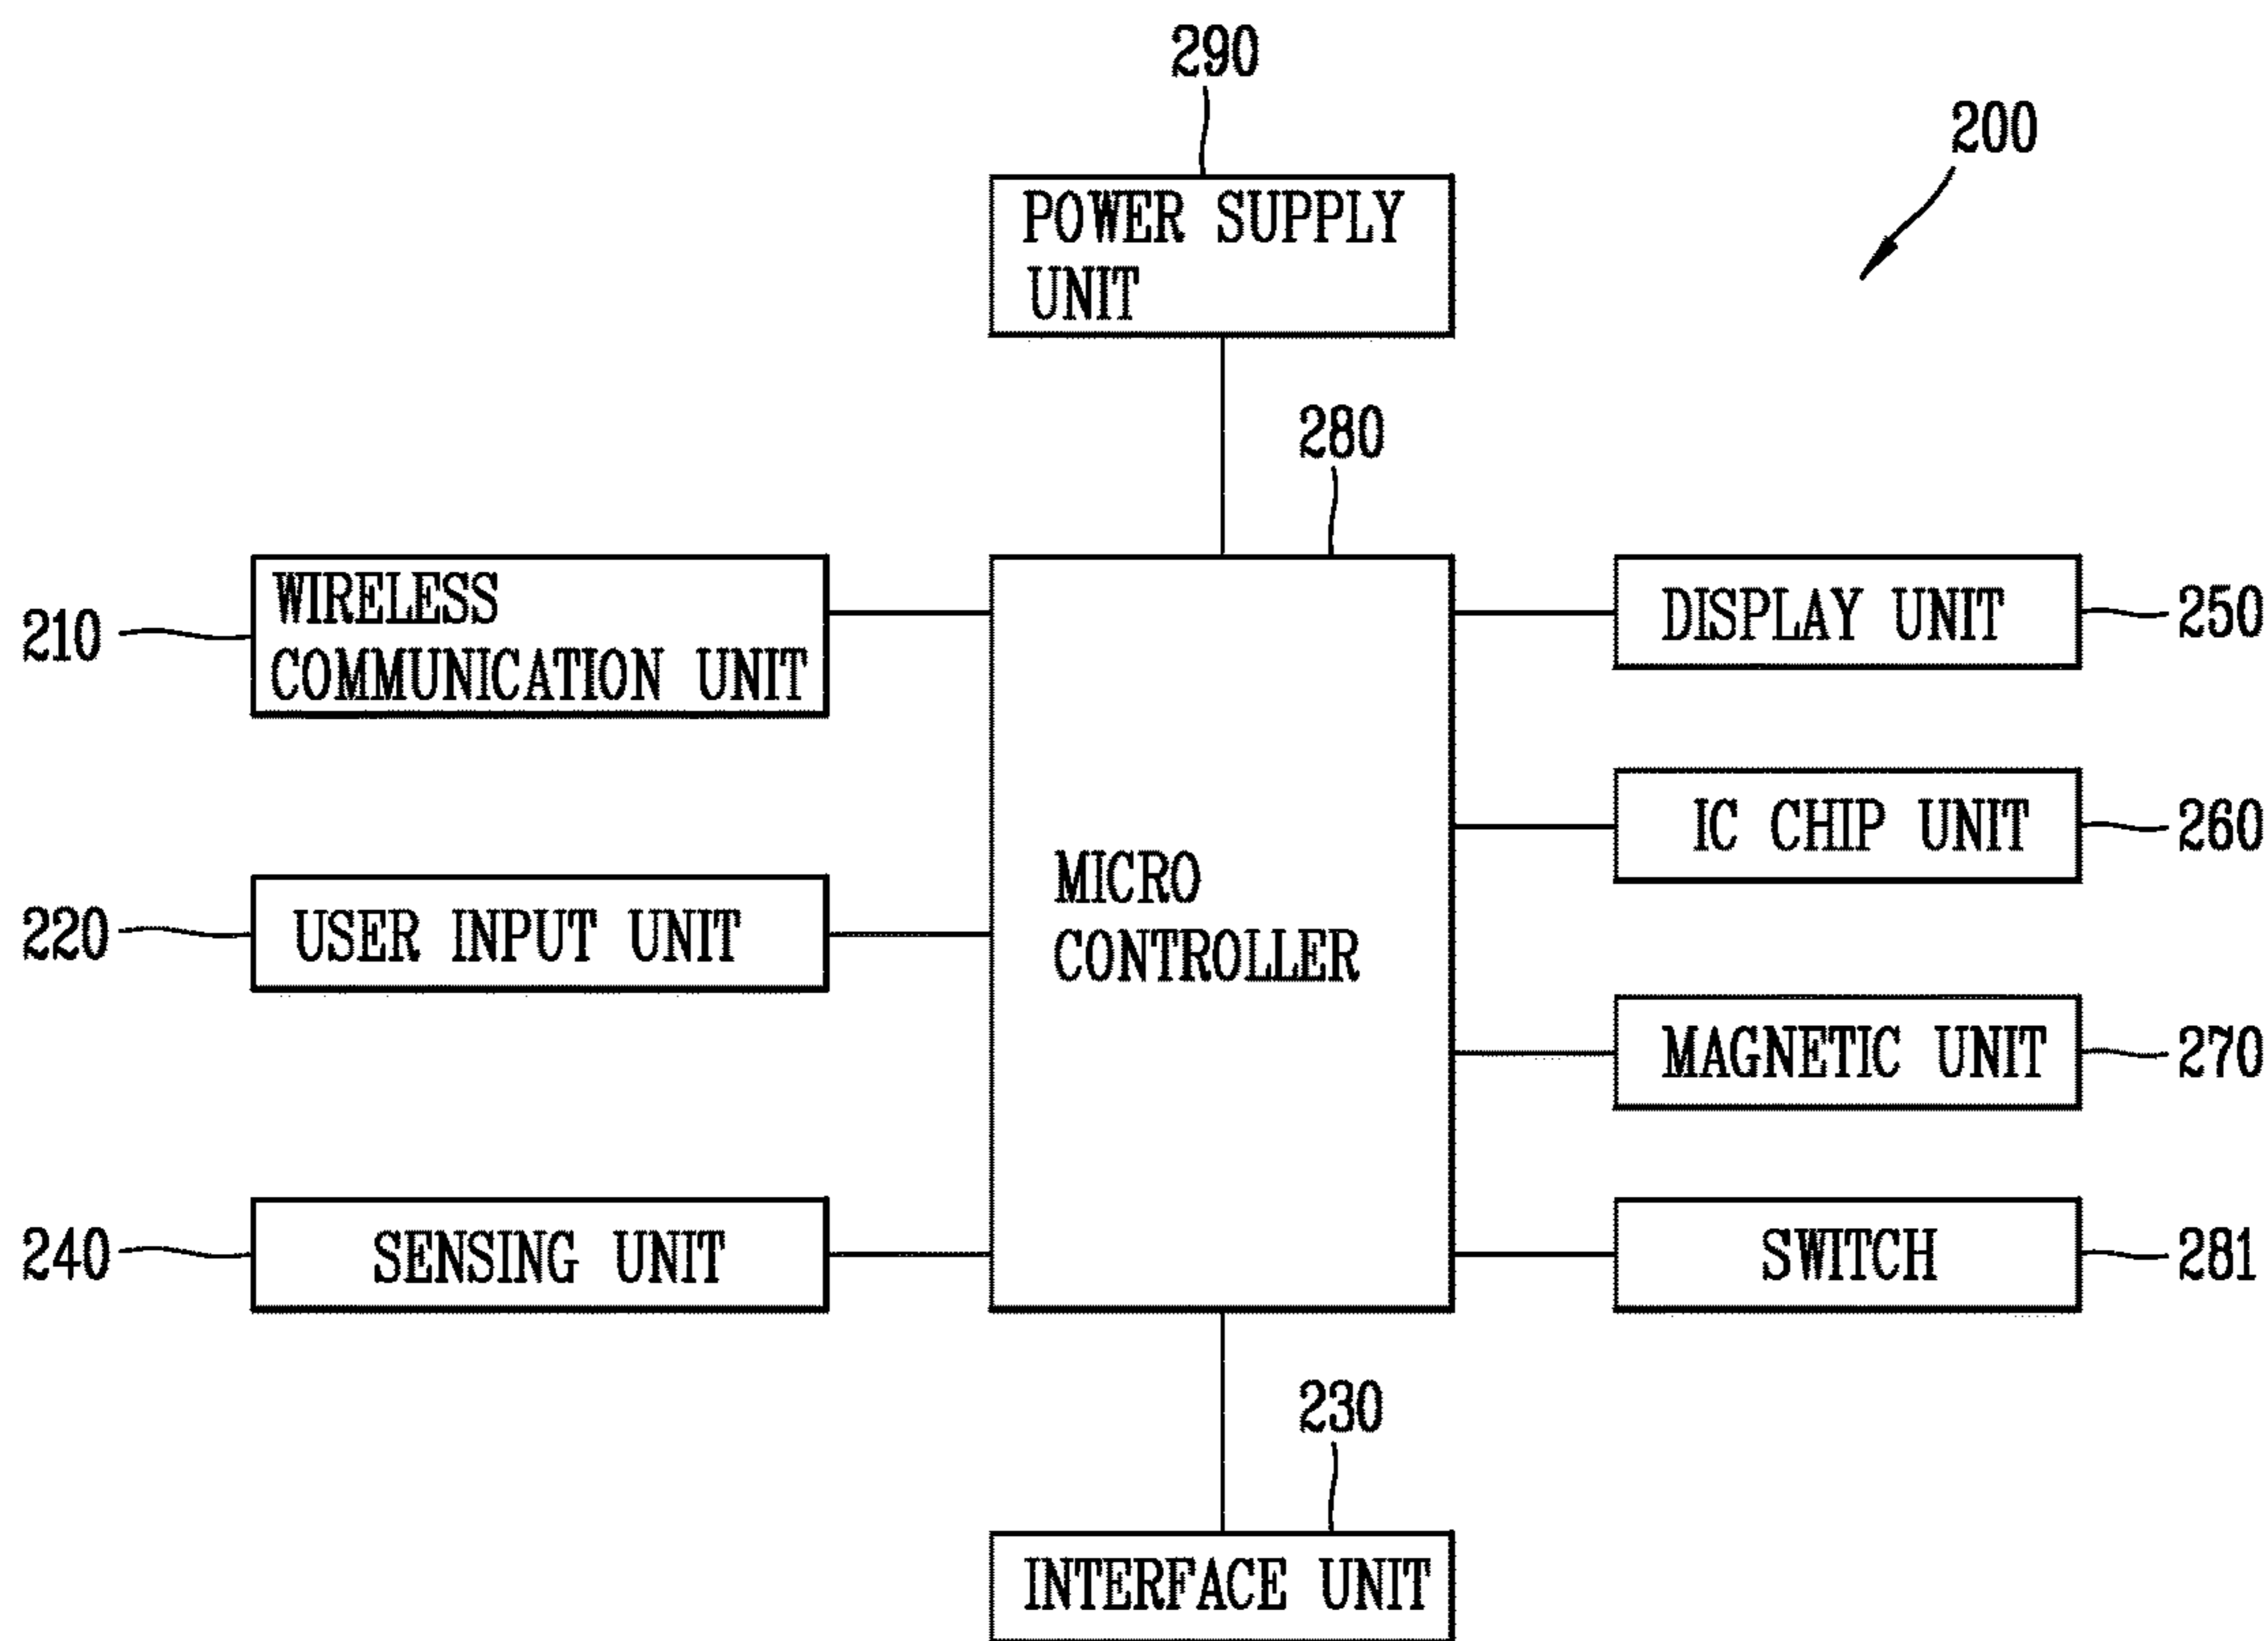 290
200
POWER SUPPLY
UNIT
280
210
WIRELESS
COMMUNICATION UNIT
DISPLAY UNIT
250
IC CHIP UNIT
260
MICRO
CONTROLLER
220
USER INPUT UNIT
MAGNETIC UNIT
270
240
SENSING UNIT
SWITCH
281
230
INTERFACE UNIT